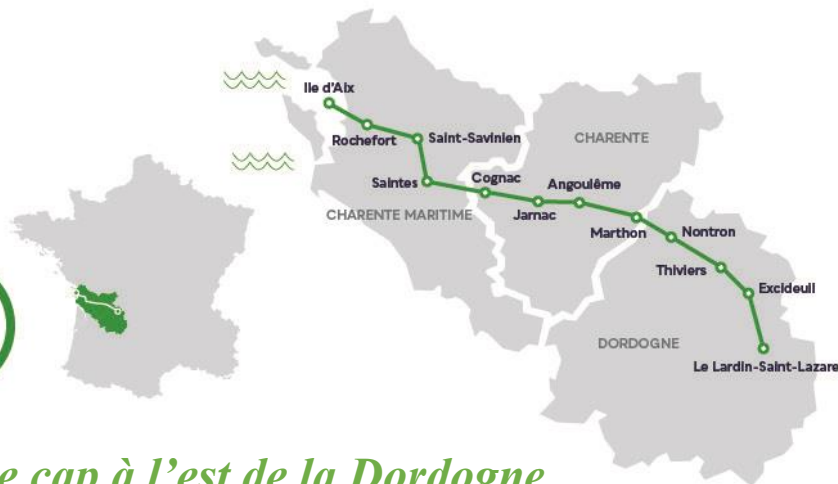 Ile d'Aix
Rochefort
Saint-Savinien
CHARENTE
Saintes
Cognac
Angoulême
CHARENTE MARITIME
Jarnac
Marthon
Nontron
Thiviers
Excideuil
DORDOGNE
Le Lardin-Saint-Lazare
cap à l'est de la Dordogne